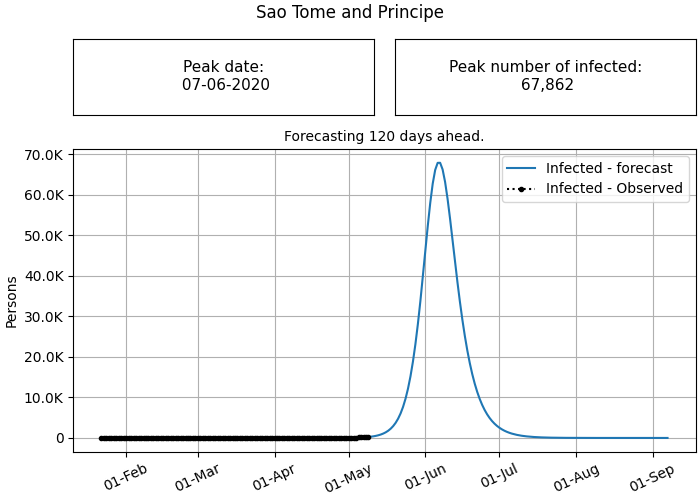 Sao Tome and Principe
Peak date:
07-06-2020
Peak number of infected:
67,862
Forecasting 120 days ahead.
70.0K
60.0K
50.0K
40.0K
30.0K
20.0K
10.0K
0
Persons
Infected - forecast
Infected - Observed
01-Feb
01-Mar
01-Apr
01-May
01-Jun
01-Jul
01-Aug
01-Sep